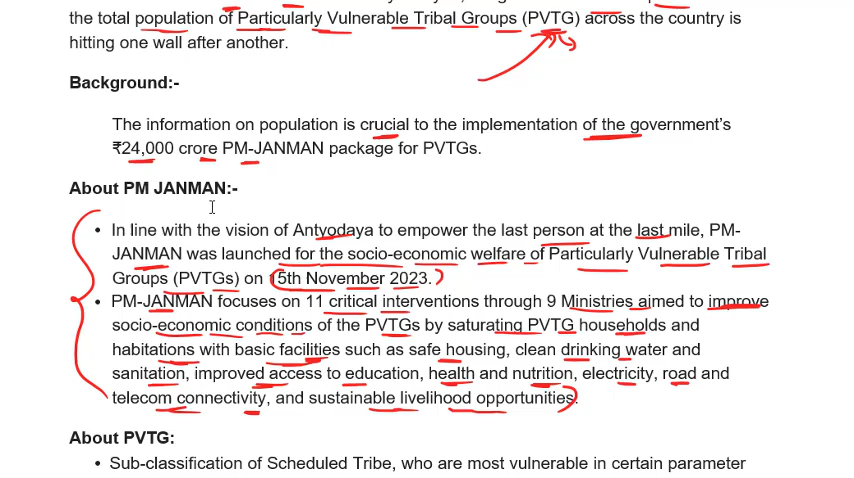 the total population of Particularly Vulnerable Tribal Groups (PVTG) across the country is
hitting one wall after another.
Background:-
The information on population is crucial to the implementation of the government's
₹24,000 crore PM-JANMAN package for PVTGs.
About PM JANMAN:-
• In line with the vision of Antyodaya to empower the last person at the last mile, PM-
JANMAN was launched for the socio-economic welfare of Particularly Vulnerable Tribal
Groups (PVTGs) on 15th November 2023.
• PM-JANMAN focuses on 11 critical interventions through 9 Ministries aimed to improve
socio-economic conditions of the PVTGs by saturating PVTG households and
habitations with basic facilities such as safe housing, clean drinking water and
sanitation, improved access to education, health and nutrition, electricity, road and
telecom connectivity, and sustainable livelihood opportunities.
About PVTG:
• Sub-classification of Scheduled Tribe, who are most vulnerable in certain parameter